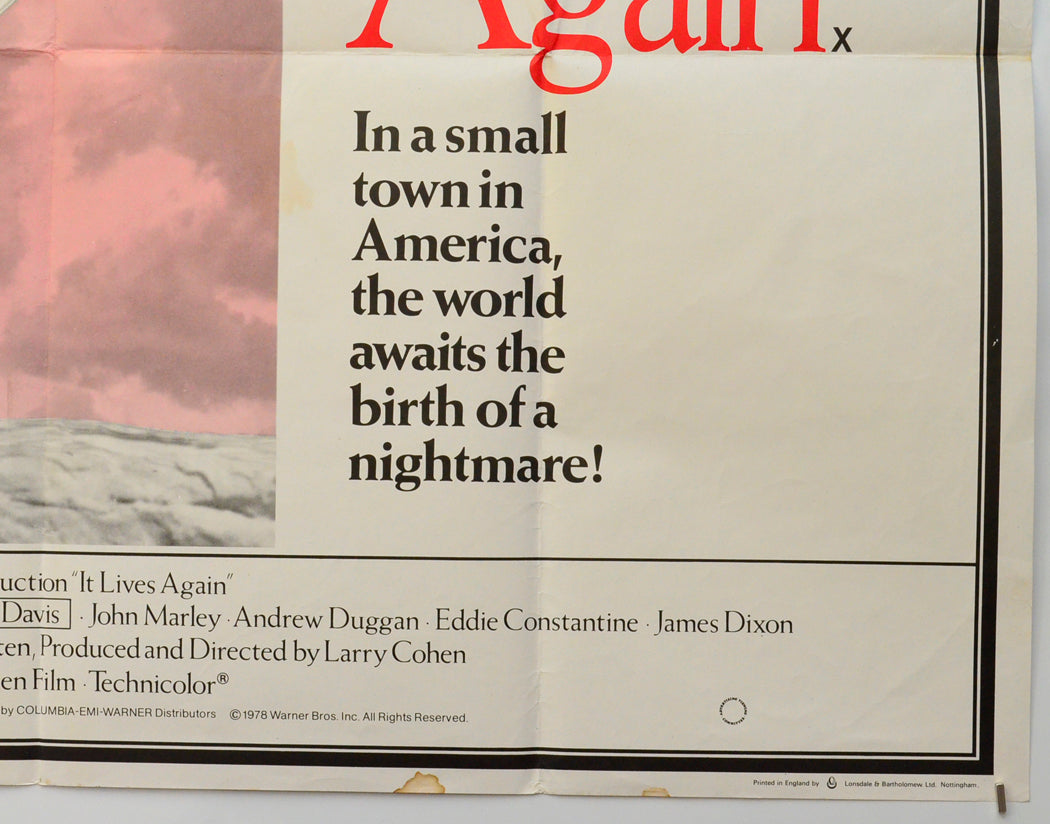 Again x
In a small
town in
America,
the world
awaits the
birth of a
nightmare!
uction "It Lives Again"
Davis · John Marley · Andrew Duggan · Eddie Constantine · James Dixon
ten, Produced and Directed by Larry Cohen
en Film · Technicolor®
by COLUMBIA-EMI-WARNER Distributors ©1978 Warner Bros. Inc. All Rights Reserved.
Printed in England by Lonsdale & Bartholomew Ltd. Nottingham.